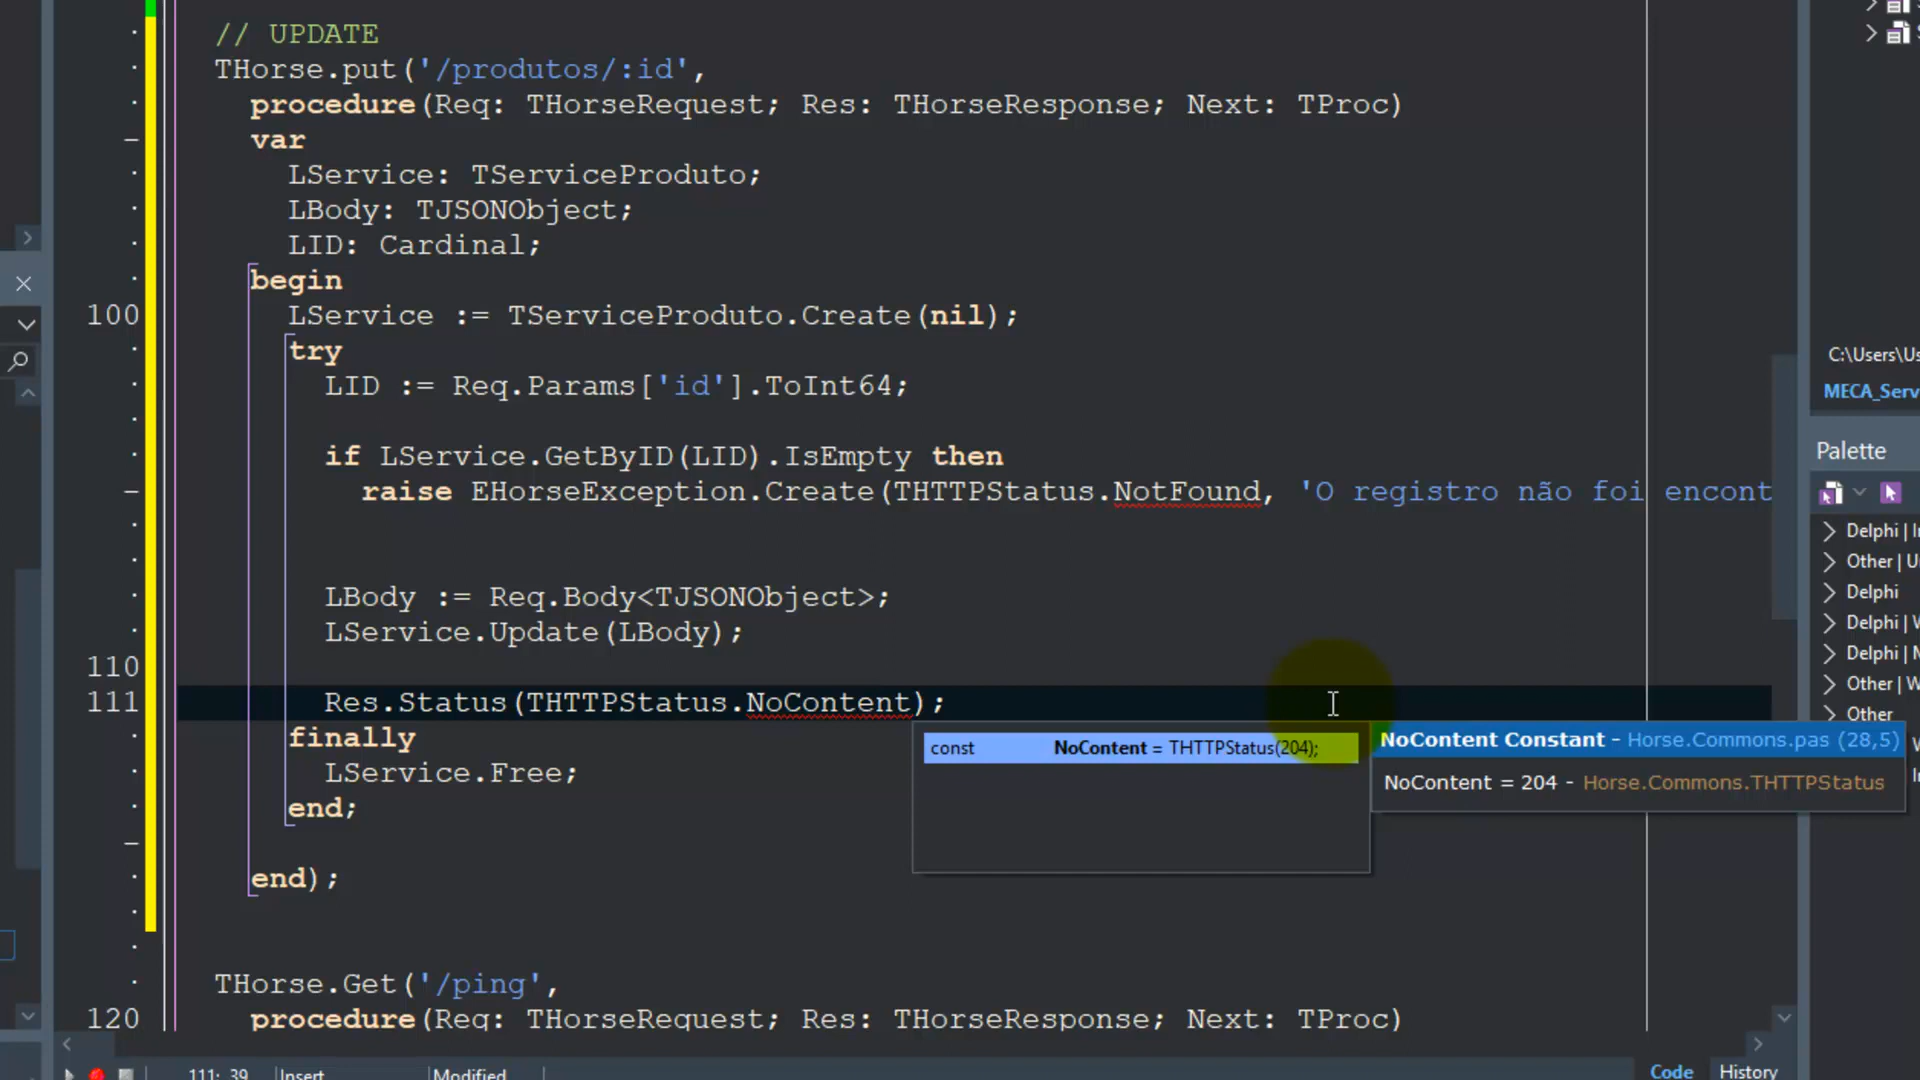 // UPDATE
THorse.put('/produtos/:id',
procedure(Req: THorseRequest; Res: THorseResponse; Next: TProc)
var
LService: TServiceProduto;
LBody: TJSONObject;
LID: Cardinal;
begin
100 LService := TServiceProduto.Create(nil);
try
LID := Req.Params['id'].ToInt64;
if LService.GetByID(LID).IsEmpty then
raise EHorseException.Create(THTTPStatus.NotFound, 'O registro não foi encont
LBody := Req.Body<TJSONObject>;
LService.Update(LBody);
110
111 Res.Status(THTTPStatus.NoContent);
const NoContent = THTTPStatus(204);
NoContent Constant - Horse.Commons.pas (28,5)
NoContent = 204 - Horse.Commons.THTTPStatus
finally
LService.Free;
end;
end);
THorse.Get('/ping',
120 procedure(Req: THorseRequest; Res: THorseResponse; Next: TProc)
111: 39 Insert Modified
Code History
C:\Users\Us
MECA_Serv
Palette
Delphi | I
Other | U
Delphi
Delphi | W
Delphi | N
Other | W
Other